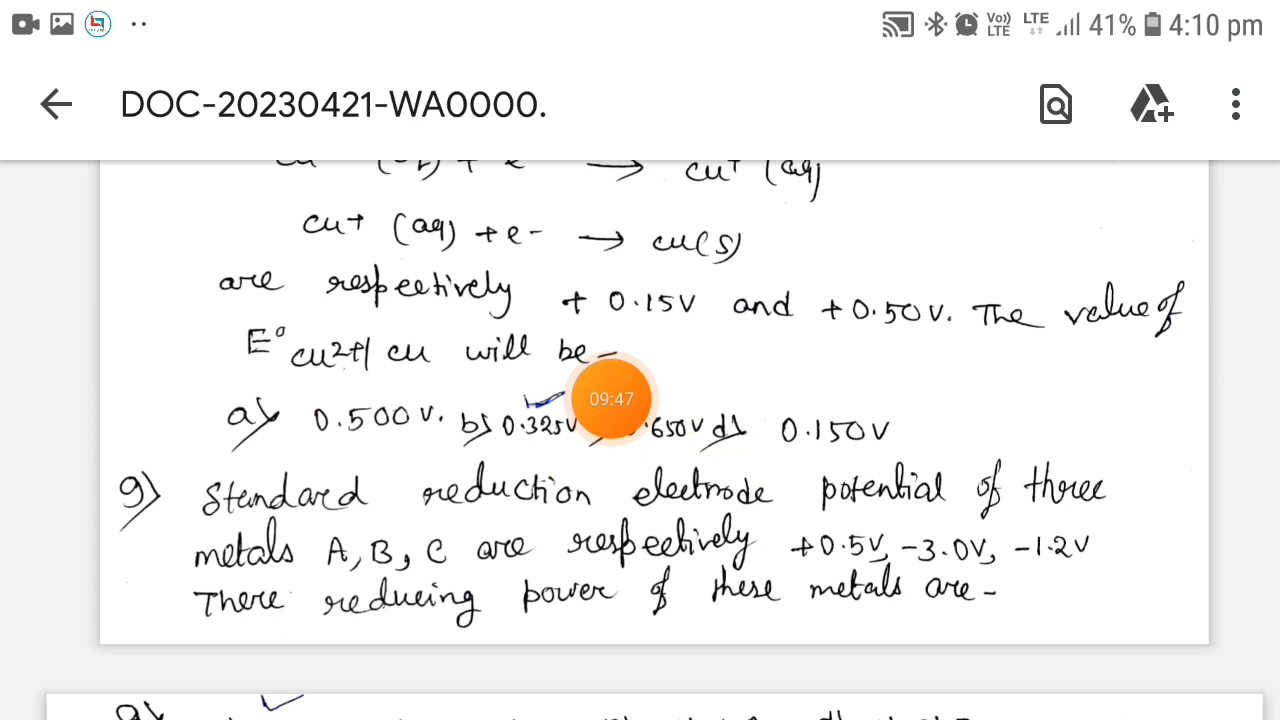 41% 4:10 pm
DOC-20230421-WA0000.
cu+ (aq)
cu+ (aq) + e- → cu(s)
are respectively + 0.15V and +0.50V. The value of
E° cu2+/ cu will be-
a) 0.500V. b) 0.325V .650V d) 0.150V
09:47
9) Standard reduction electrode potential of three
metals A, B, C are respectively +0.5V, -3.0V, -1.2V
There reducing power of these metals are-